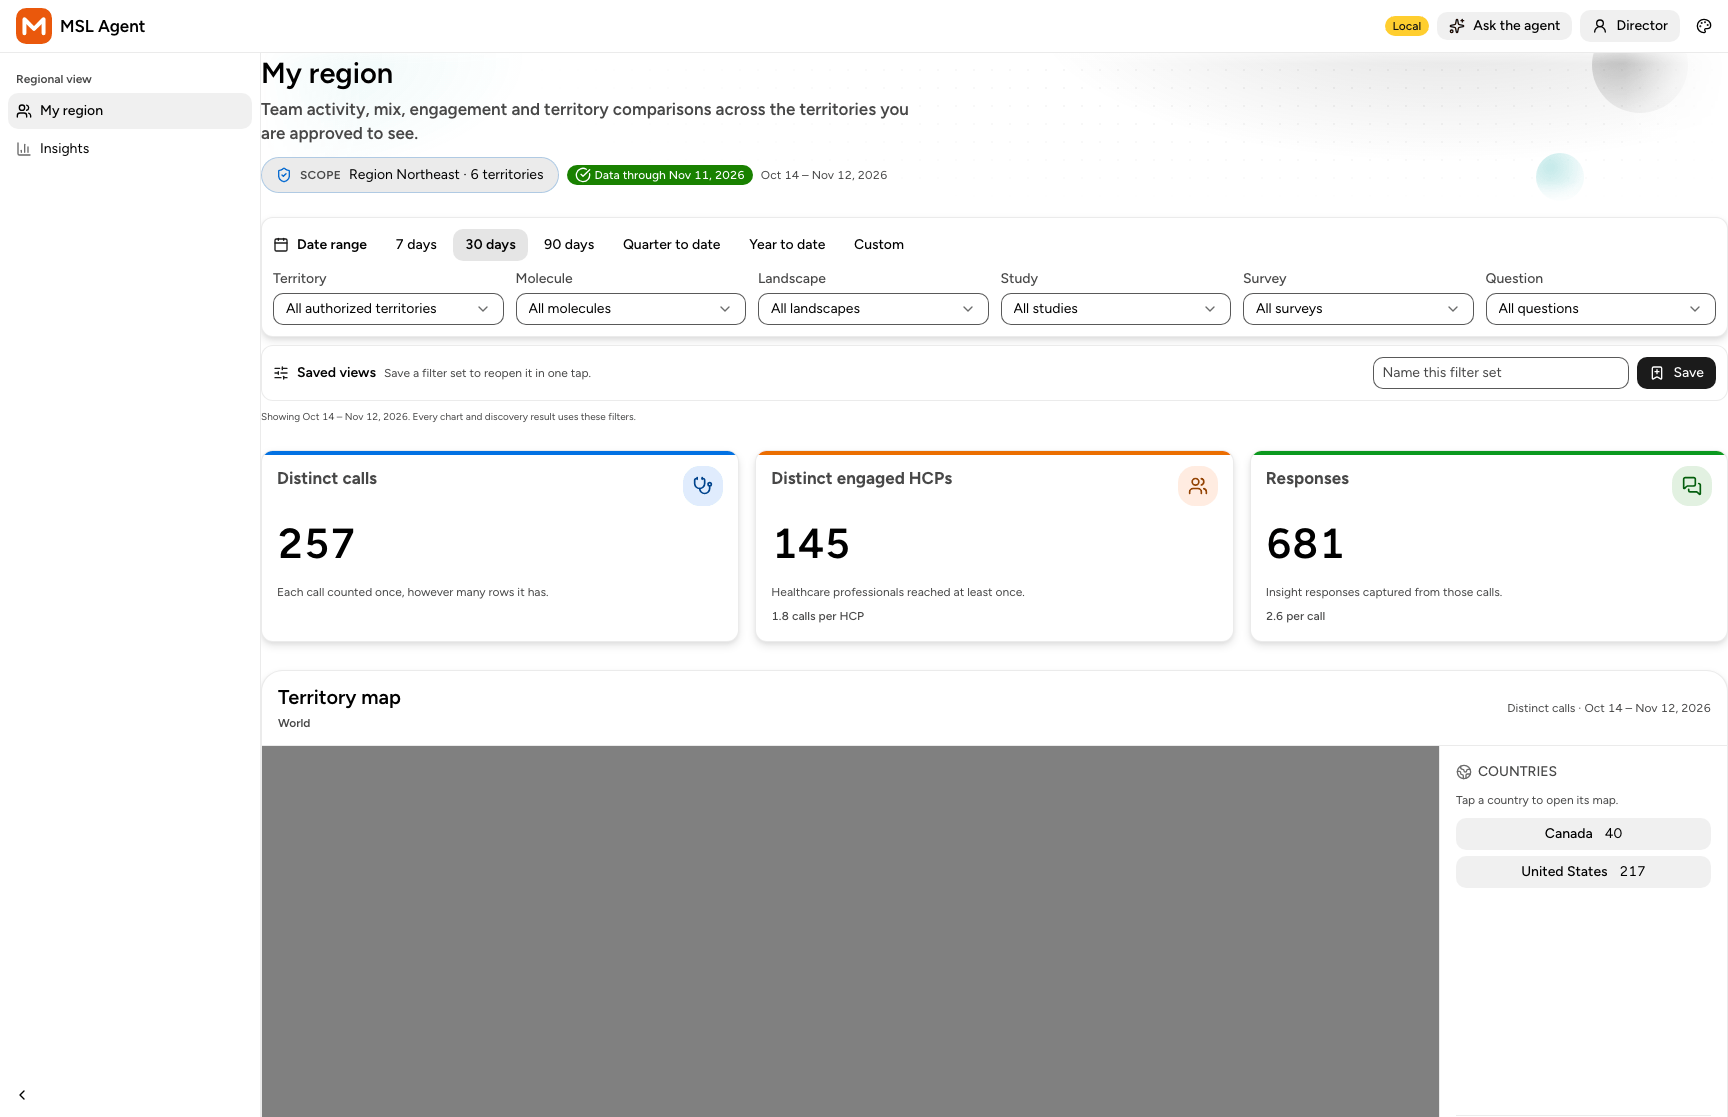 MSL Agent
Local
Ask the agent
Director
Regional view
My region
Insights
My region
Team activity, mix, engagement and territory comparisons across the territories you
are approved to see.
SCOPE Region Northeast · 6 territories
Data through Nov 11, 2026
Oct 14 – Nov 12, 2026
Date range 7 days 30 days 90 days Quarter to date Year to date Custom
Territory Molecule Landscape Study Survey Question
All authorized territories All molecules All landscapes All studies All surveys All questions
Saved views Save a filter set to reopen it in one tap.
Name this filter set
Save
Showing Oct 14 – Nov 12, 2026. Every chart and discovery result uses these filters.
Distinct calls
257
Each call counted once, however many rows it has.
Distinct engaged HCPs
145
Healthcare professionals reached at least once.
1.8 calls per HCP
Responses
681
Insight responses captured from those calls.
2.6 per call
Territory map
World
Distinct calls · Oct 14 – Nov 12, 2026
COUNTRIES
Tap a country to open its map.
Canada 40
United States 217